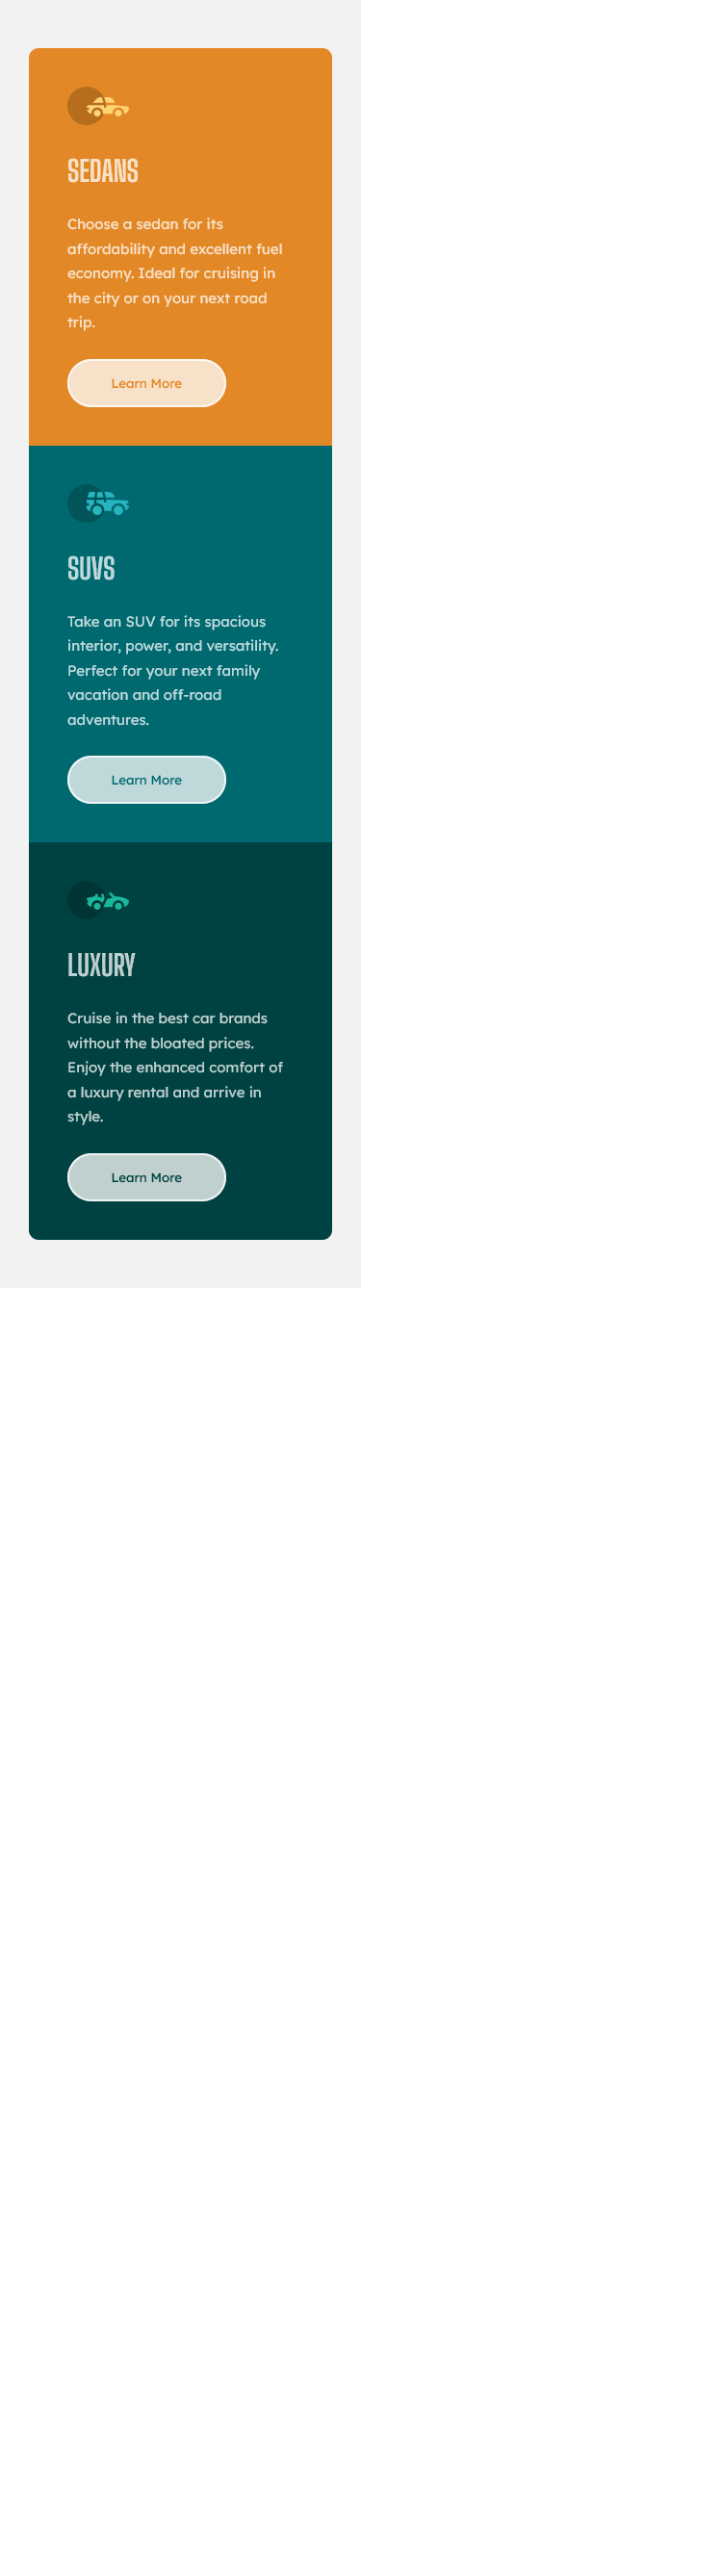 SEDANS
Choose a sedan for its
affordability and excellent fuel
economy. Ideal for cruising in
the city or on your next road
trip.
Learn More
SUVS
Take an SUV for its spacious
interior, power, and versatility.
Perfect for your next family
vacation and off-road
adventures.
Learn More
LUXURY
Cruise in the best car brands
without the bloated prices.
Enjoy the enhanced comfort of
a luxury rental and arrive in
style.
Learn More